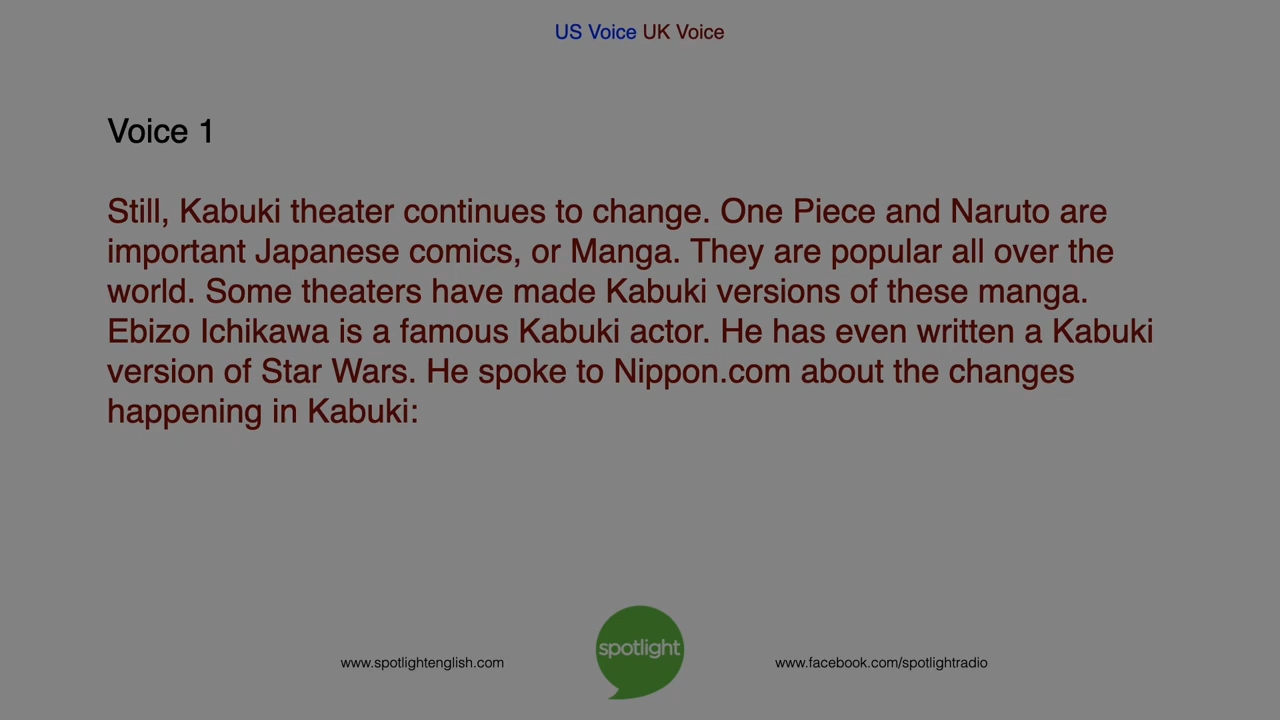 US Voice UK Voice
Voice 1
Still, Kabuki theater continues to change. One Piece and Naruto are
important Japanese comics, or Manga. They are popular all over the
world. Some theaters have made Kabuki versions of these manga.
Ebizo Ichikawa is a famous Kabuki actor. He has even written a Kabuki
version of Star Wars. He spoke to Nippon.com about the changes
happening in Kabuki:
www.spotlightenglish.com
spotlight
www.facebook.com/spotlightradio